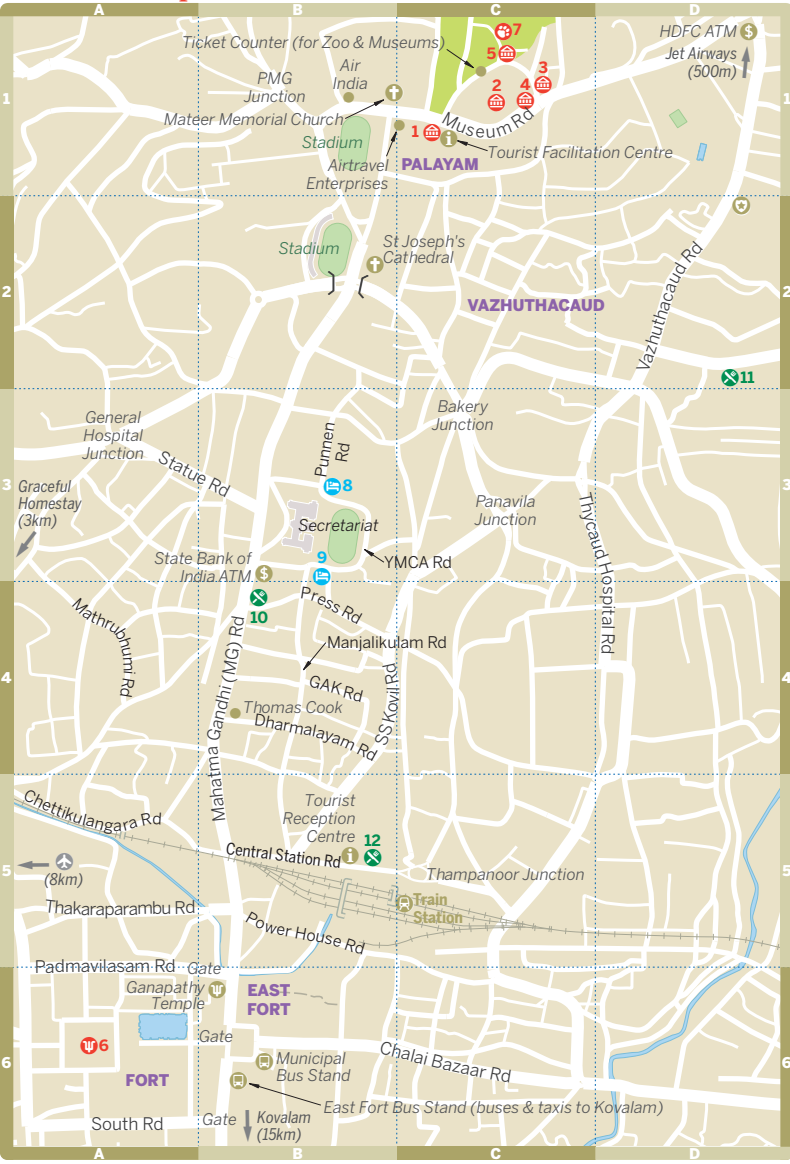 A
B
C
D
Ticket Counter (for Zoo & Museums)
7
5
HDFC ATM
$
Jet Airways
(500m)
PMG
Junction
Air
India
3
2
4
1
1
Mateer Memorial Church
Museum Rd
Stadium
1
i
Tourist Facilitation Centre
Airtravel
Enterprises
PALAYAM
Stadium
St Joseph's
Cathedral
2
2
VAZHUTHACAUD
Vazhuthacaud Rd
11
General
Hospital
Junction
Bakery
Junction
Punnen
Rd
Statue Rd
3
3
Graceful
Homestay
(3km)
8
Panavila
Junction
Secretariat
Thycaud Hospital Rd
State Bank of
India ATM
$
9
YMCA Rd
10
Press Rd
Mathrubhumi Rd
Mahatma Gandhi (MG) Rd
Manjalikulam Rd
4
4
GAK Rd
SS Kovil Rd
Thomas Cook
Dharmalayam Rd
Chettikulangara Rd
Tourist
Reception
Centre
i
12
Central Station Rd
5
5
(8km)
Thampanoor Junction
Train
Station
Thakaraparambu Rd
Power House Rd
Padmavilasam Rd
Gate
Ganapathy
Temple
EAST
FORT
Gate
6
Chalai Bazaar Rd
6
6
Municipal
Bus Stand
FORT
East Fort Bus Stand (buses & taxis to Kovalam)
South Rd
Gate
Kovalam
(15km)
A
B
C
D